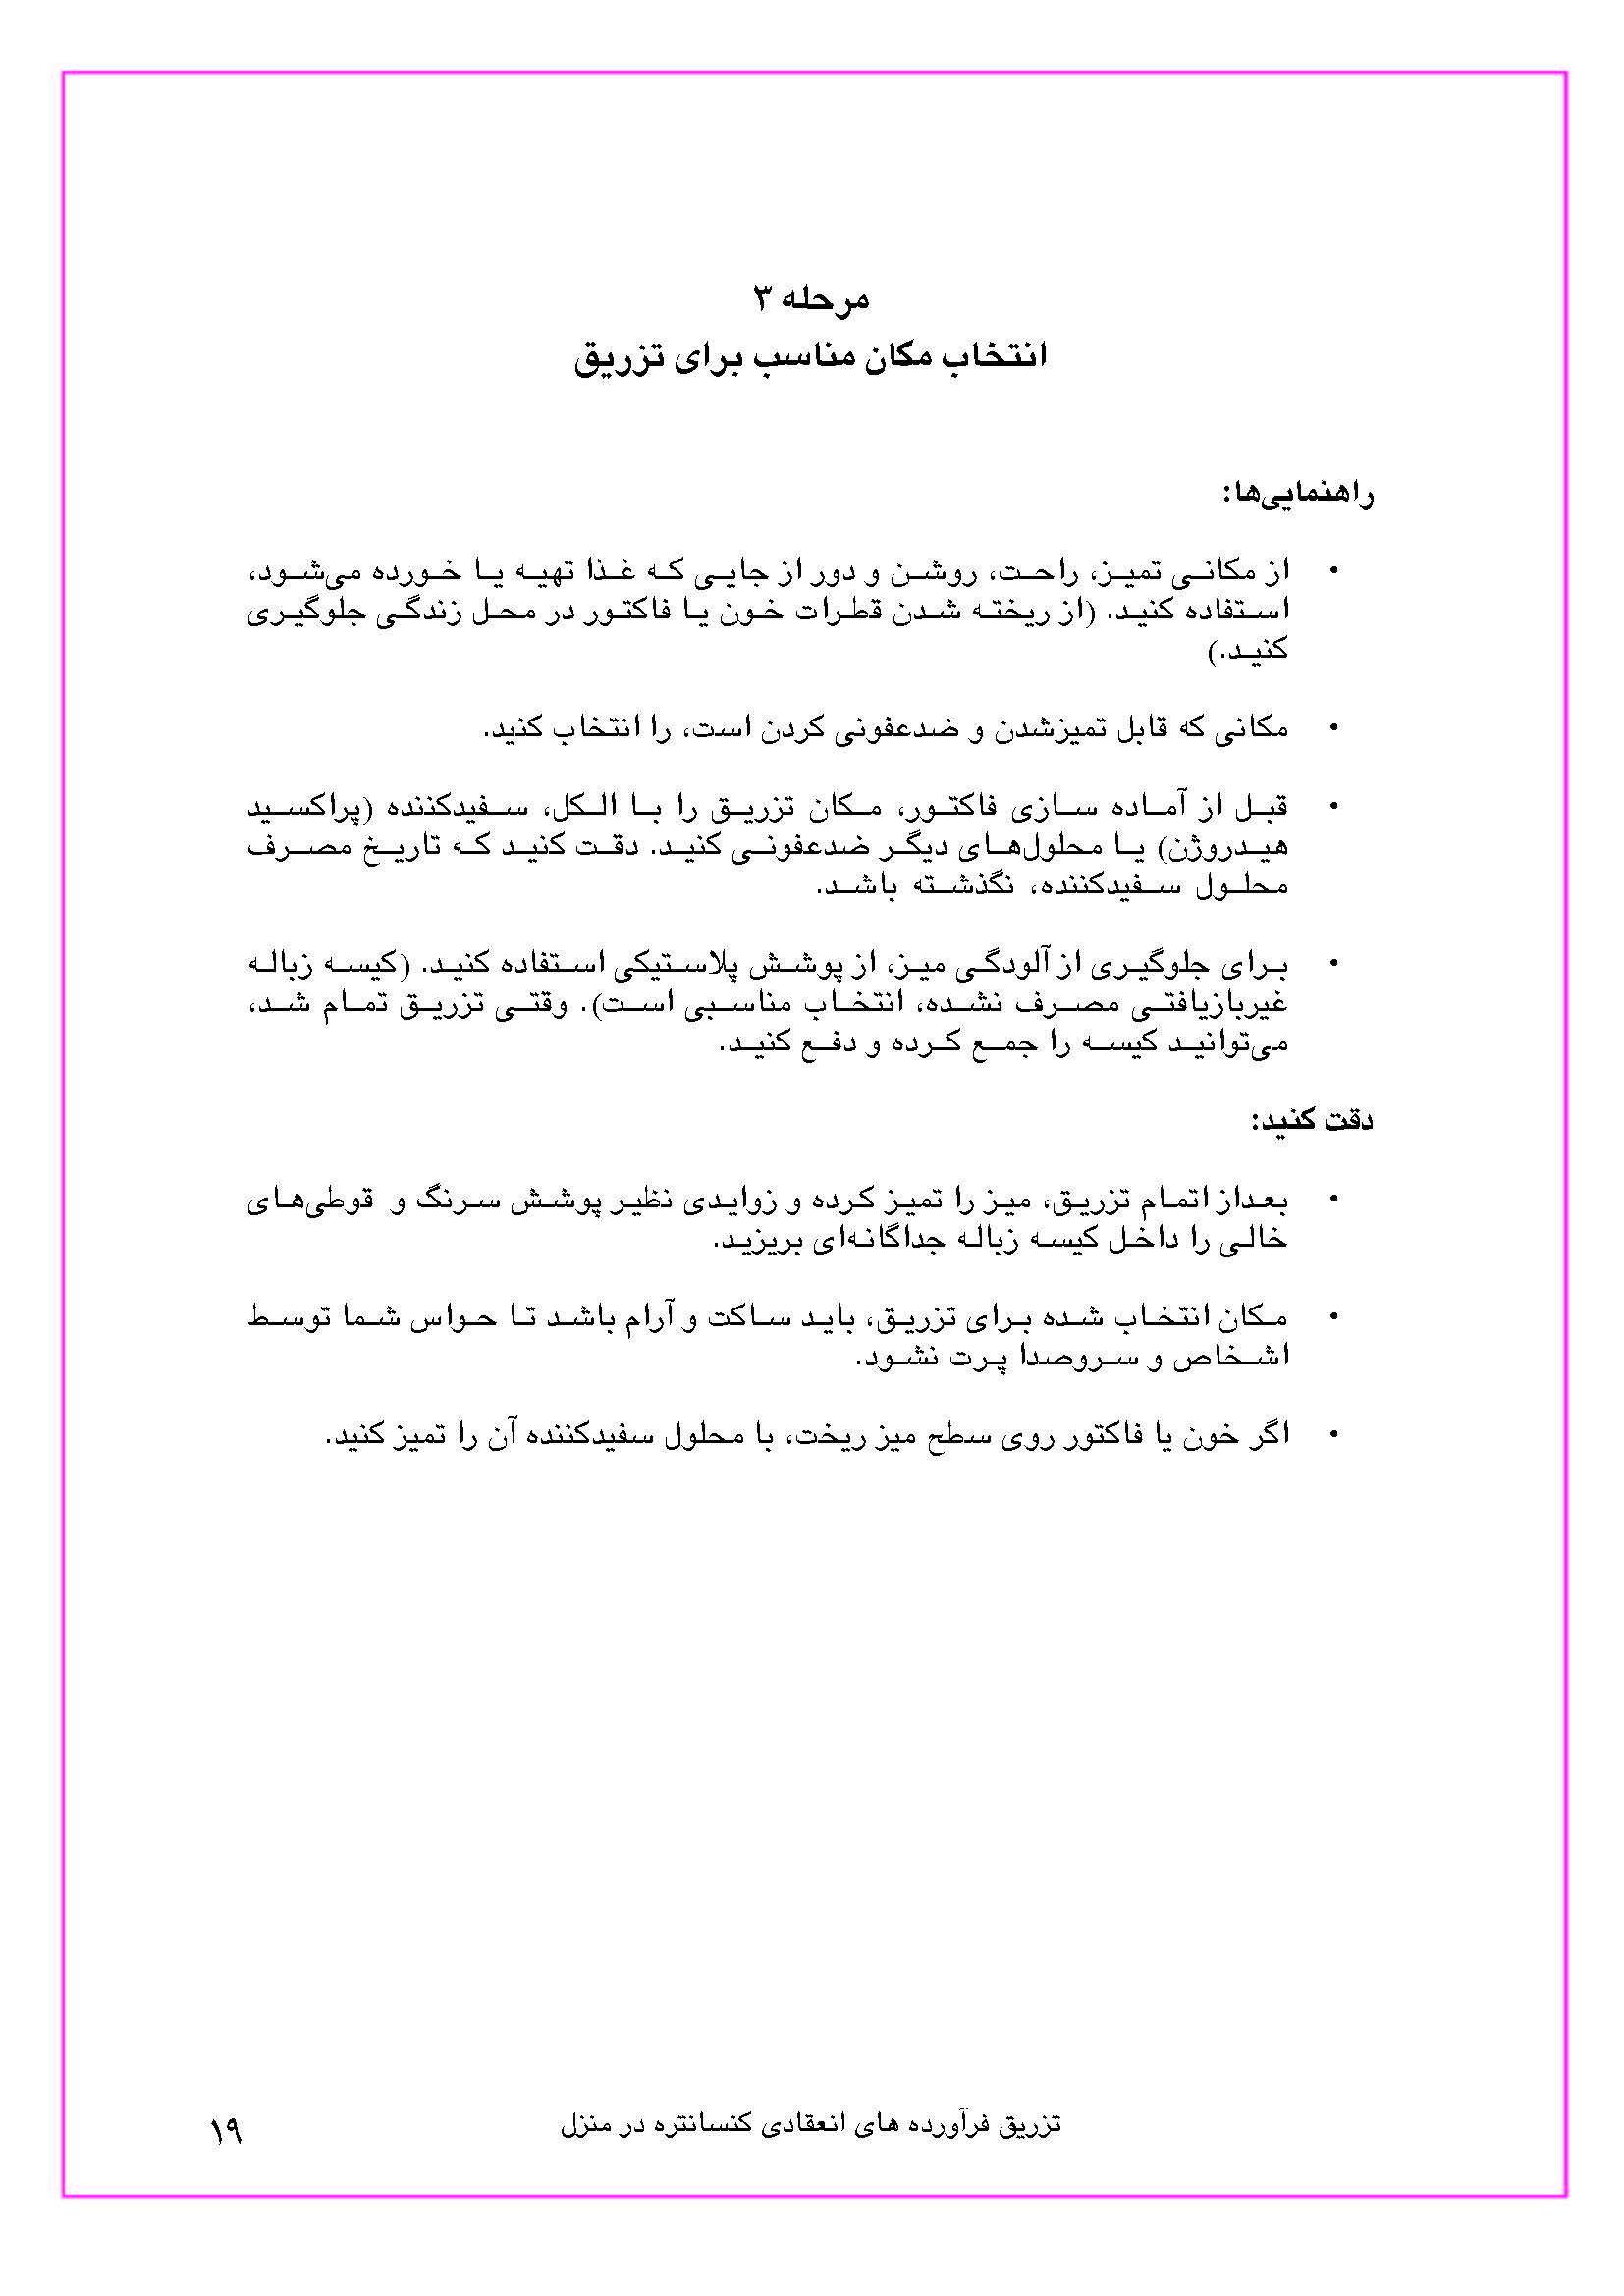 مرحله ۳
انتخاب مکان مناسب برای تزریق
راهنمایی‌ها:
• از مکانی تمیز، راحت، روشن و دور از جایی که غذا تهیه یا خورده می‌شود،
استفاده کنید. (از ریخته شدن قطرات خون یا فاکتور در محل زندگی جلوگیری
کنید.)
• مکانی که قابل تمیزشدن و ضدعفونی کردن است، را انتخاب کنید.
• قبل از آماده سازی فاکتور، مکان تزریق را با الکل، سفیدکننده (پراکسید
هیدروژن) یا محلول‌های دیگر ضدعفونی کنید. دقت کنید که تاریخ مصرف
محلول سفیدکننده، نگذشته باشد.
• برای جلوگیری از آلودگی میز، از پوشش پلاستیکی استفاده کنید. (کیسه زباله
غیربازیافتی مصرف نشده، انتخاب مناسبی است). وقتی تزریق تمام شد،
می‌توانید کیسه را جمع کرده و دفع کنید.
دقت کنید:
• بعداز اتمام تزریق، میز را تمیز کرده و زوایدی نظیر پوشش سرنگ و قوطی‌های
خالی را داخل کیسه زباله جداگانه‌ای بریزید.
• مکان انتخاب شده برای تزریق، باید ساکت و آرام باشد تا حواس شما توسط
اشخاص و سروصدا پرت نشود.
• اگر خون یا فاکتور روی سطح میز ریخت، با محلول سفیدکننده آن را تمیز کنید.
تزریق فرآورده های انعقادی کنسانتره در منزل
۱۹